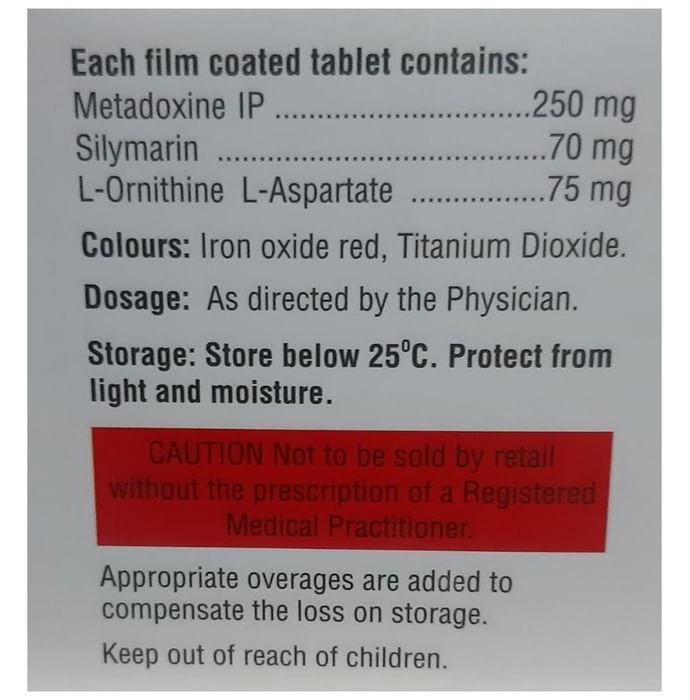 Each film coated tablet contains:
Metadoxine IP ................................250 mg
Silymarin .........................................70 mg
L-Ornithine L-Aspartate .................75 mg
Colours: Iron oxide red, Titanium Dioxide.
Dosage: As directed by the Physician.
Storage: Store below 25ºC. Protect from
light and moisture.
CAUTION Not to be sold by retail
without the prescription of a Registered
Medical Practitioner.
Appropriate overages are added to
compensate the loss on storage.
Keep out of reach of children.